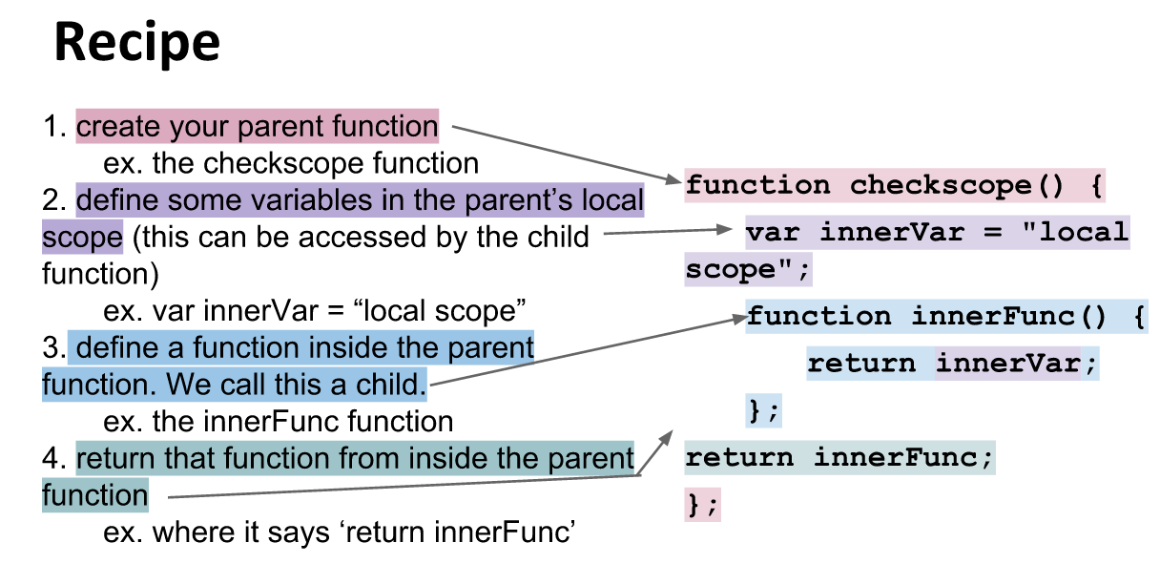 Recipe
1. create your parent function
ex. the checkscope function
2. define some variables in the parent’s local
scope (this can be accessed by the child
function)
ex. var innerVar = “local scope”
3. define a function inside the parent
function. We call this a child.
ex. the innerFunc function
4. return that function from inside the parent
function
ex. where it says ‘return innerFunc’
function checkscope() {
var innerVar = "local
scope";
function innerFunc() {
return innerVar;
};
return innerFunc;
};